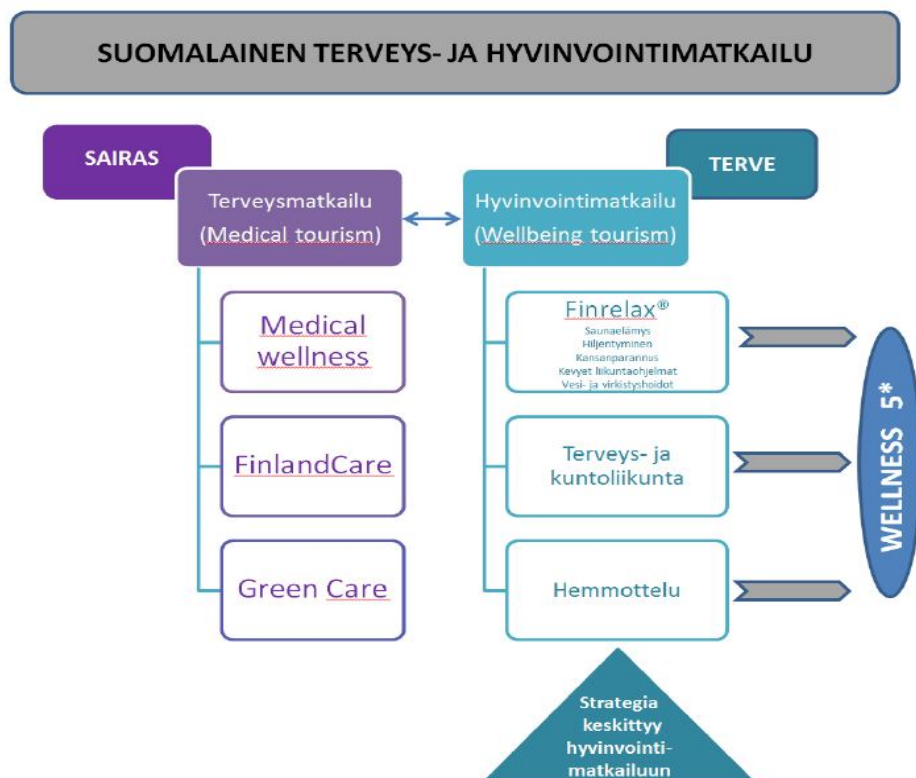 SUOMALAINEN TERVEYS- JA HYVINVOINTIMATKAILU
SAIRAS
TERVE
Terveysmatkailu
(Medical tourism)
Hyvinvointimatkailu
(Wellbeing tourism)
Medical
wellness
FinlandCare
Green Care
Finrelax®
Saunaelämys
Hiljentyminen
Kansanparannus
Kevyet liikuntaohjelmat
Vesi- ja virkistyshoidot
Terveys- ja
kuntoliikunta
Hemmottelu
WELLNESS 5*
Strategia
keskittyy
hyvinvointi-
matkailuun